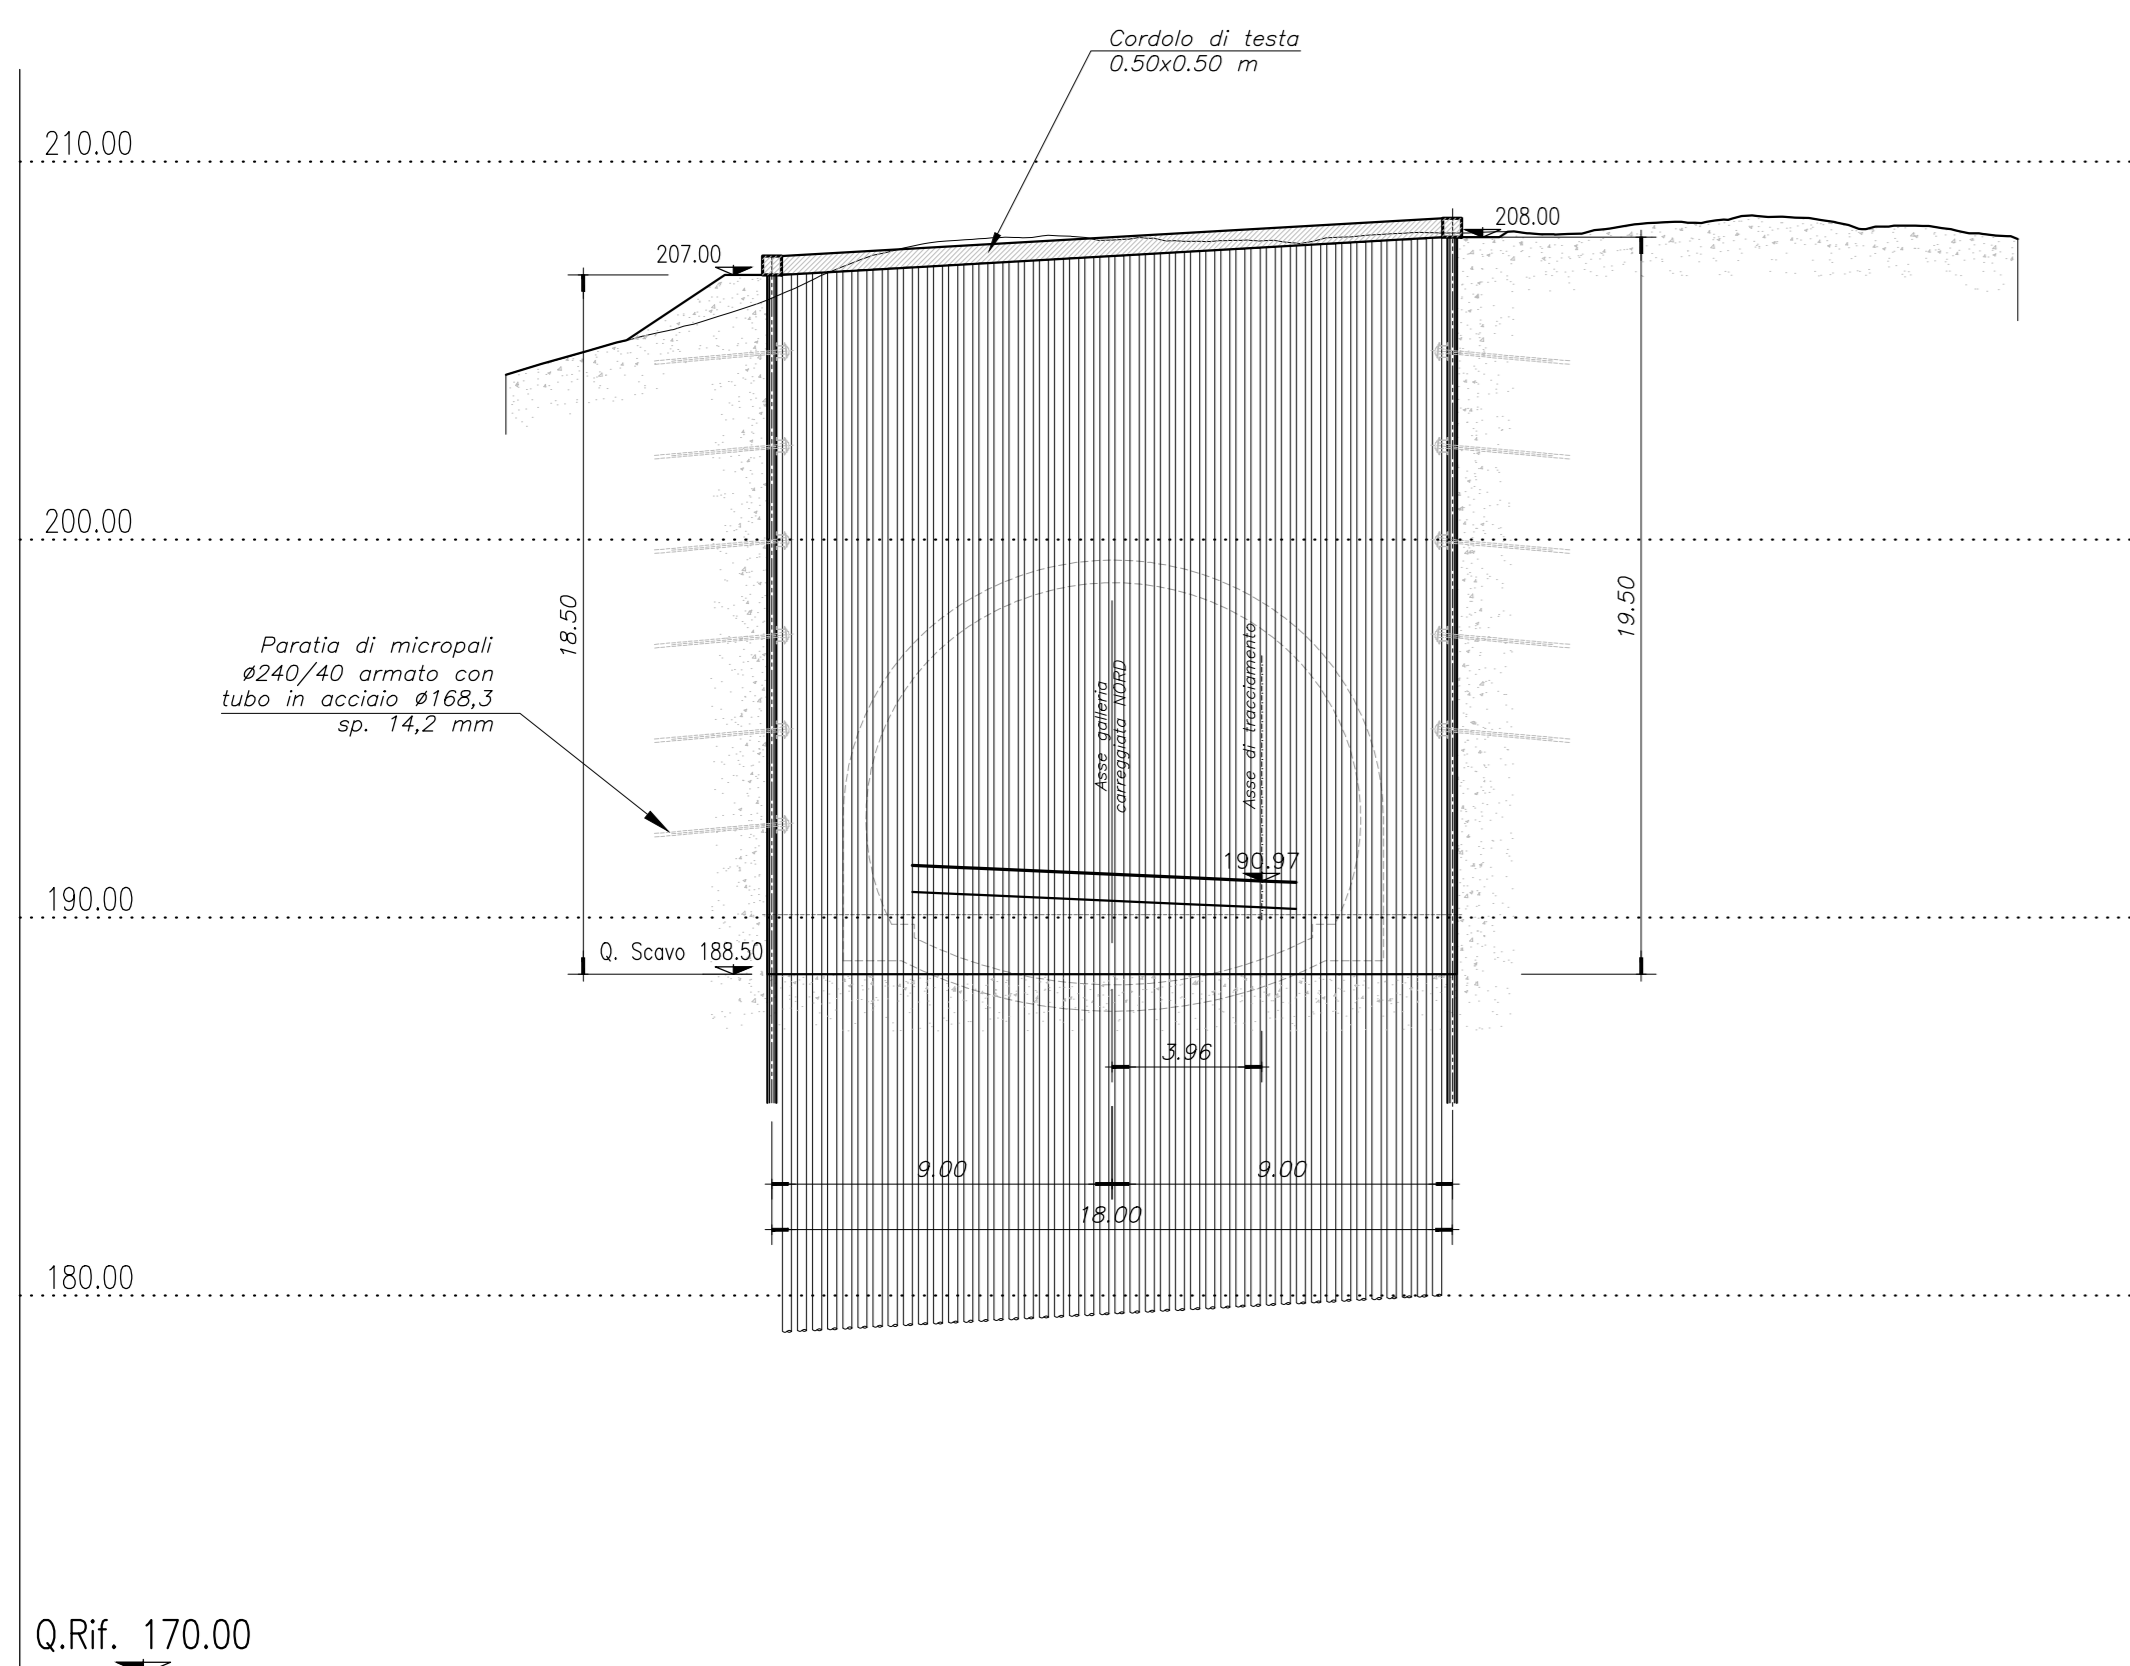 Cordolo di testa
0.50x0.50 m
210.00
208.00
207.00
200.00
18.50
19.50
Paratia di micropali
ø240/40 armato con
tubo in acciaio ø168,3
sp. 14,2 mm
Asse galleria
carreggiata NORD
Asse di tracciamento
190.97
190.00
Q. Scavo 188.50
3.96
9.00
9.00
18.00
180.00
Q.Rif. 170.00